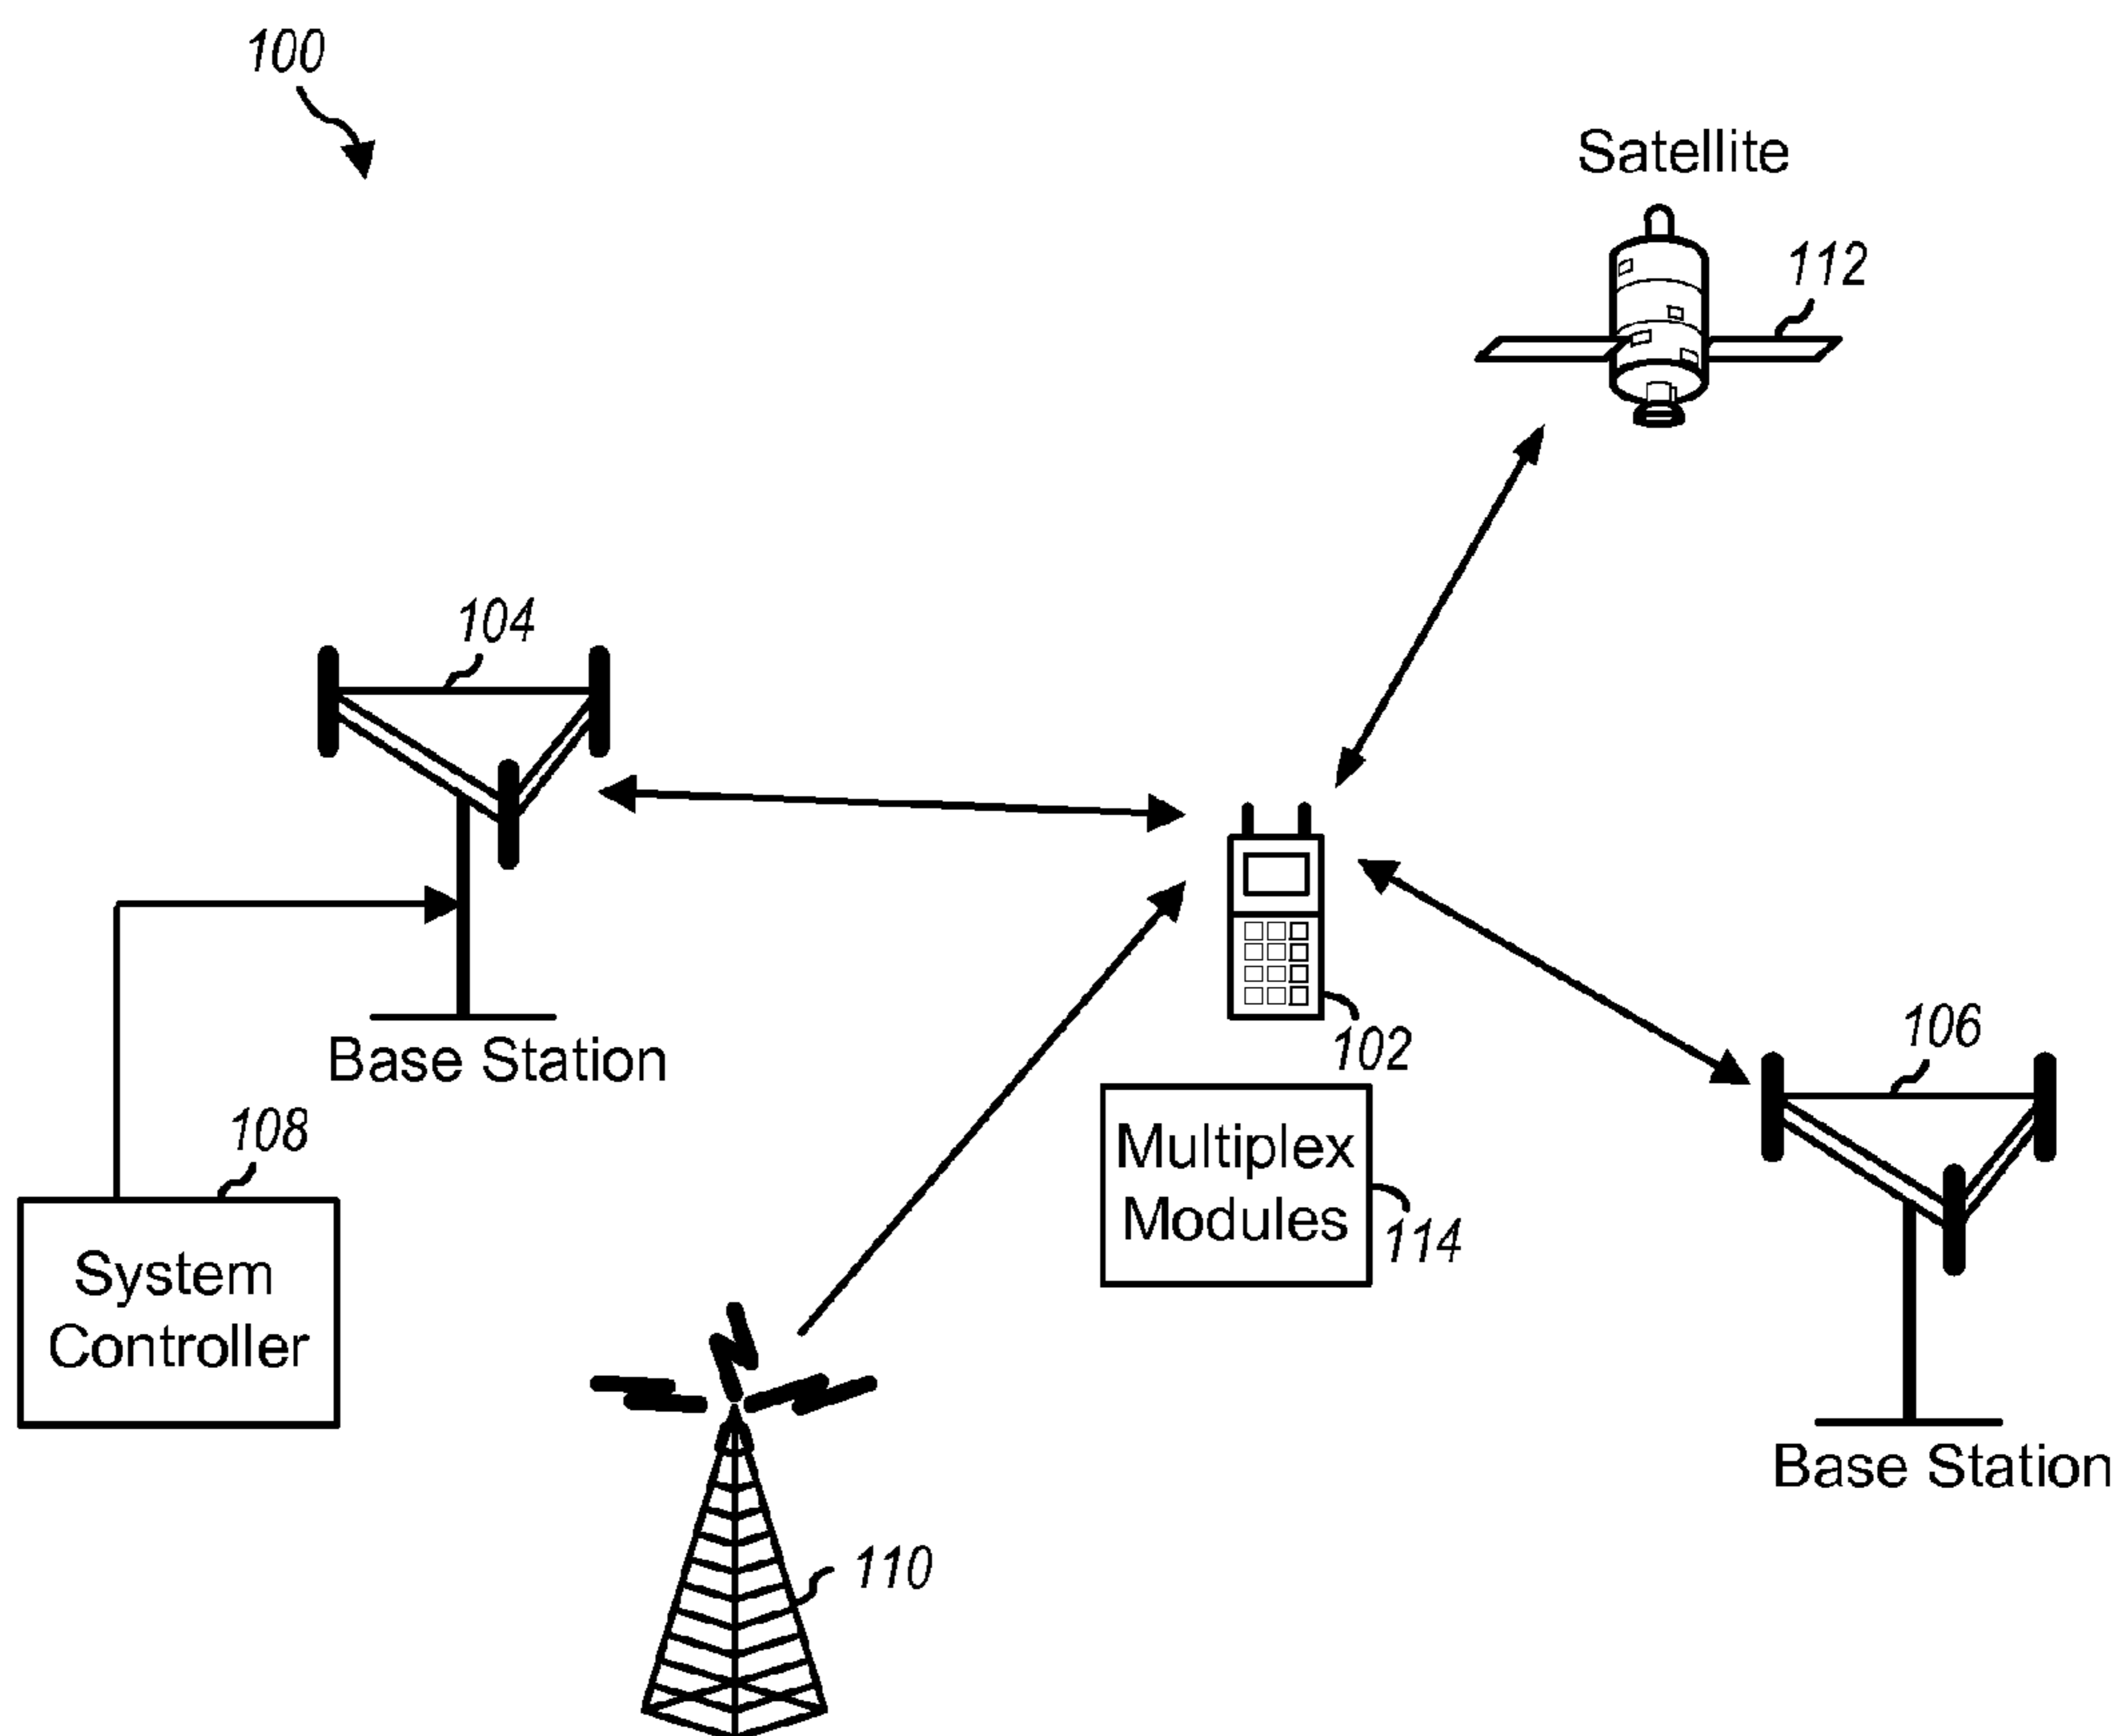 100
Satellite
112
104
Base Station
102
106
108
System
Controller
Multiplex
Modules
114
Base Station
110